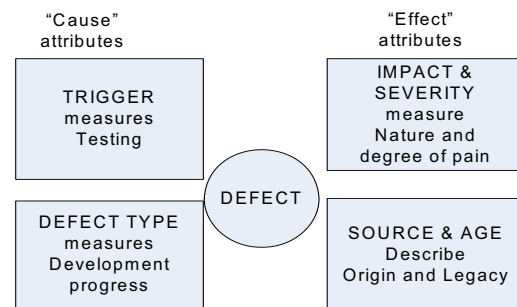 “Cause”
attributes
“Effect”
attributes
TRIGGER
measures
Testing
IMPACT &
SEVERITY
measure
Nature and
degree of pain
DEFECT
DEFECT TYPE
measures
Development
progress
SOURCE & AGE
Describe
Origin and Legacy